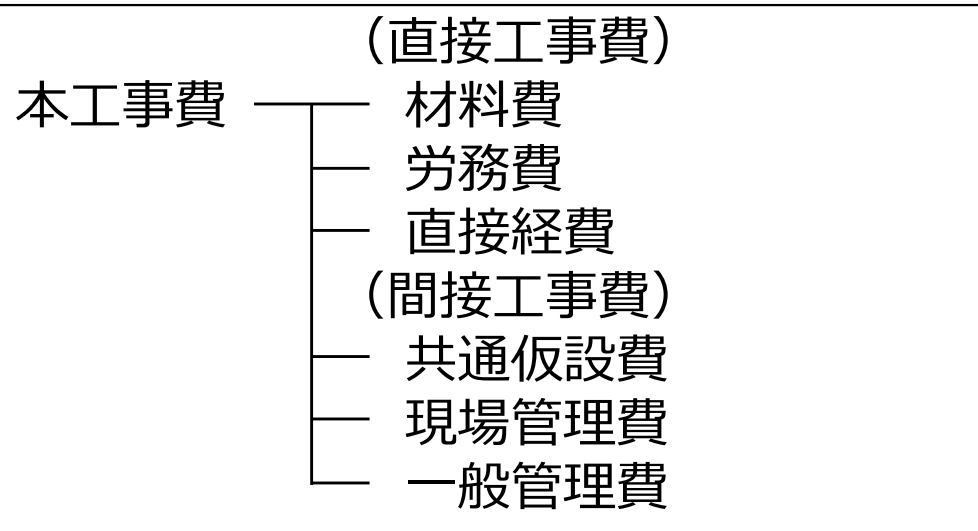 （直接工事費）
本工事費 材料費
労務費
直接経費
（間接工事費）
共通仮設費
現場管理費
一般管理費